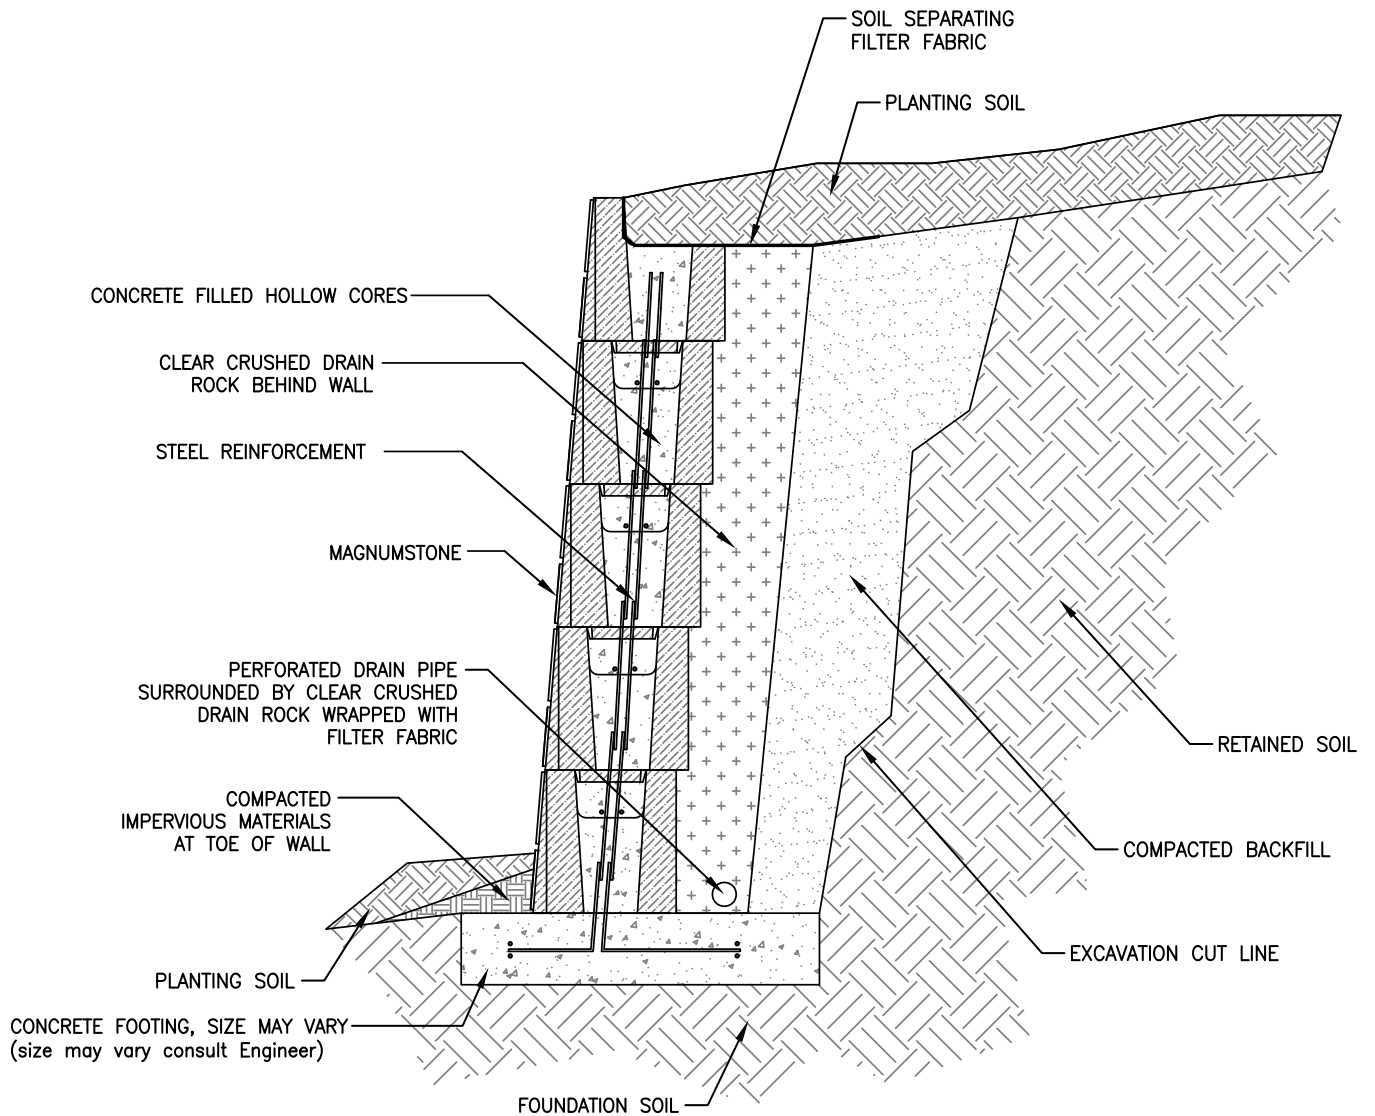 SOIL SEPARATING
FILTER FABRIC
PLANTING SOIL
CONCRETE FILLED HOLLOW CORES
CLEAR CRUSHED DRAIN
ROCK BEHIND WALL
STEEL REINFORCEMENT
MAGNUMSTONE
PERFORATED DRAIN PIPE
SURROUNDED BY CLEAR CRUSHED
DRAIN ROCK WRAPPED WITH
FILTER FABRIC
RETAINED SOIL
COMPACTED
IMPERVIOUS MATERIALS
AT TOE OF WALL
COMPACTED BACKFILL
EXCAVATION CUT LINE
PLANTING SOIL
CONCRETE FOOTING, SIZE MAY VARY
(size may vary consult Engineer)
FOUNDATION SOIL